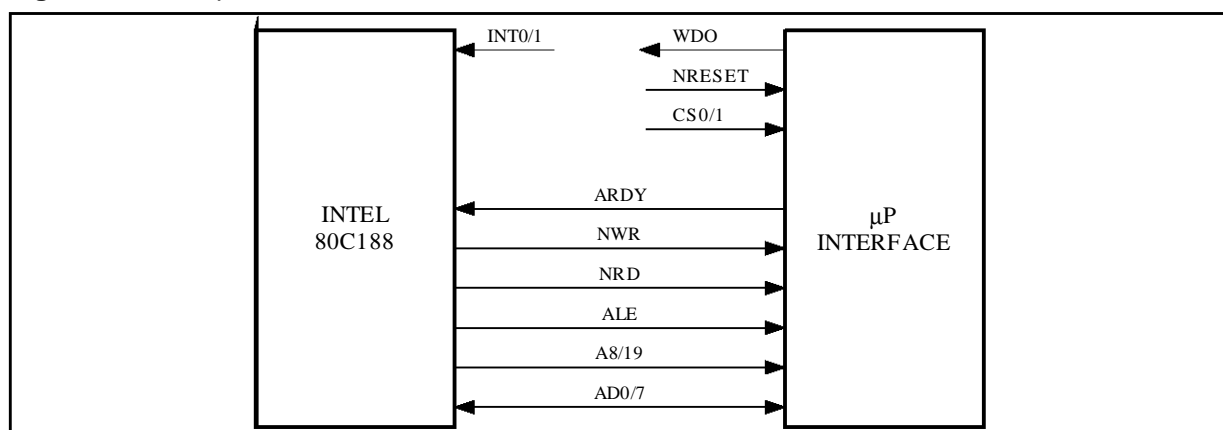 INT0/1
WDO
NRESET
CS0/1
ARDY
INTEL
80C188
µP
INTERFACE
NWR
NRD
ALE
A8/19
AD0/7